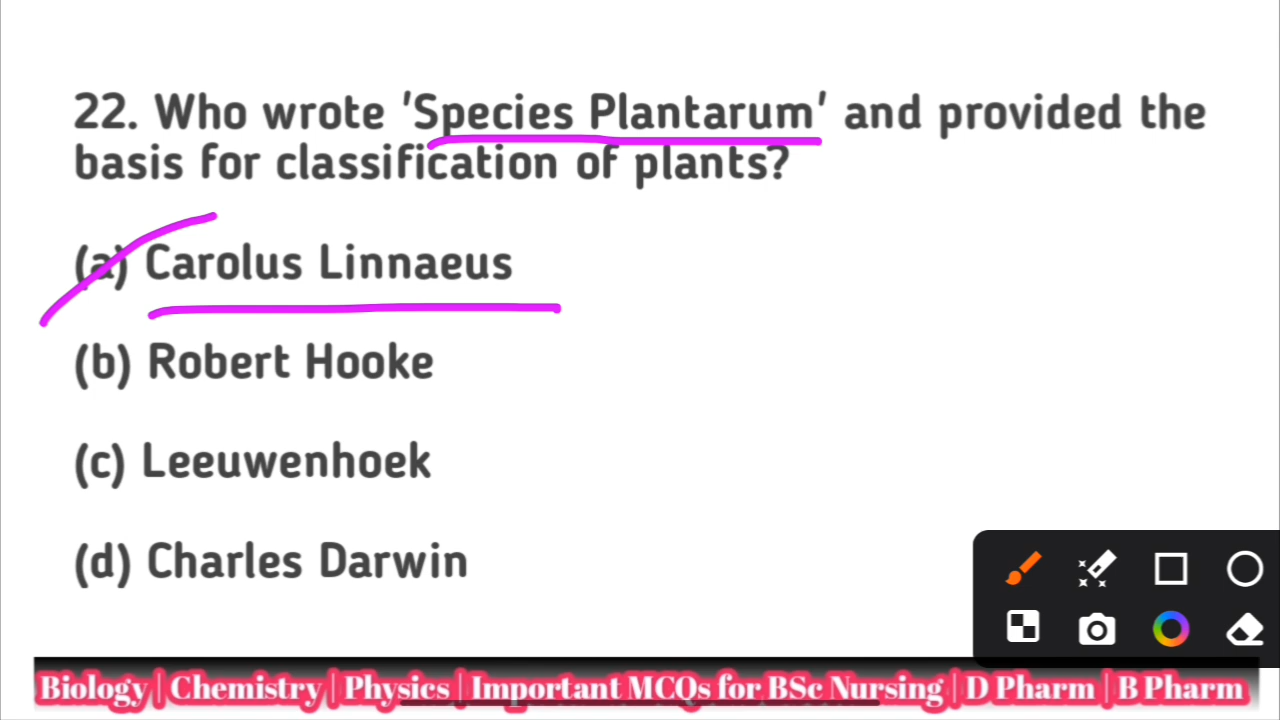 22. Who wrote 'Species Plantarum' and provided the
basis for classification of plants?
(a) Carolus Linnaeus
(b) Robert Hooke
(c) Leeuwenhoek
(d) Charles Darwin
Biology | Chemistry | Physics | Important MCQs for BSc Nursing | D Pharm | B Pharm